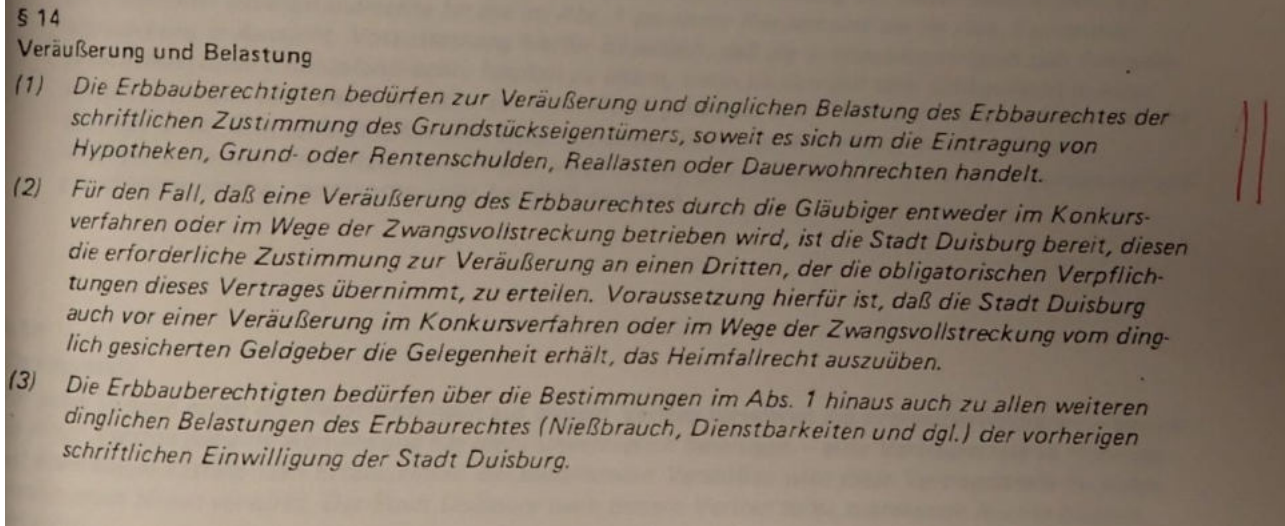 § 14
Veräußerung und Belastung
(1) Die Erbbauberechtigten bedürfen zur Veräußerung und dinglichen Belastung des Erbbaurechtes der
schriftlichen Zustimmung des Grundstückseigentümers, soweit es sich um die Eintragung von
Hypotheken, Grund- oder Rentenschulden, Reallasten oder Dauerwohnrechten handelt.
(2) Für den Fall, daß eine Veräußerung des Erbbaurechtes durch die Gläubiger entweder im Konkurs-
verfahren oder im Wege der Zwangsvollstreckung betrieben wird, ist die Stadt Duisburg bereit, diesen
die erforderliche Zustimmung zur Veräußerung an einen Dritten, der die obligatorischen Verpflich-
tungen dieses Vertrages übernimmt, zu erteilen. Voraussetzung hierfür ist, daß die Stadt Duisburg
auch vor einer Veräußerung im Konkursverfahren oder im Wege der Zwangsvollstreckung vom ding-
lich gesicherten Geldgeber die Gelegenheit erhält, das Heimfallrecht auszuüben.
(3) Die Erbbauberechtigten bedürfen über die Bestimmungen im Abs. 1 hinaus auch zu allen weiteren
dinglichen Belastungen des Erbbaurechtes (Nießbrauch, Dienstbarkeiten und dgl.) der vorherigen
schriftlichen Einwilligung der Stadt Duisburg.